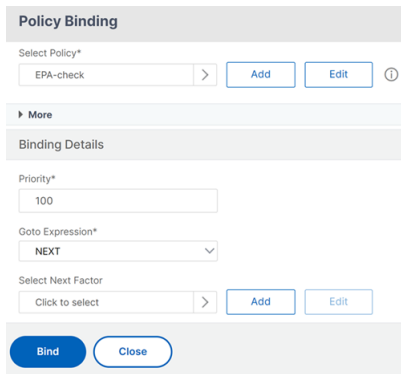 Policy Binding
Select Policy*
EPA-check
Add
Edit
More
Binding Details
Priority*
100
Goto Expression*
NEXT
Select Next Factor
Click to select
Add
Edit
Bind
Close